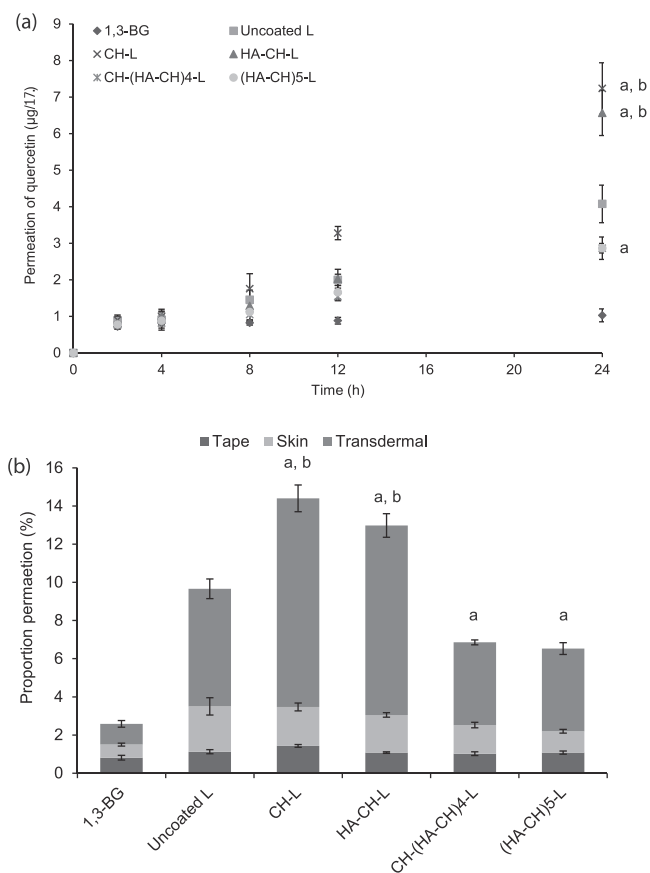 (a)
9
8
7
6
5
4
3
2
1
0
Permeation of quercetin (µg/17)
1,3-BG Uncoated L
CH-L HA-CH-L
CH-(HA-CH)4-L (HA-CH)5-L
a, b
a, b
a
0 4 8 12 16 20 24
Time (h)
(b)
Tape Skin Transdermal
16
14
12
10
8
6
4
2
0
Proportion permaetion (%)
a, b
a, b
a
a
1,3-BG
Uncoated L
CH-L
HA-CH-L
CH-(HA-CH)4-L
(HA-CH)5-L